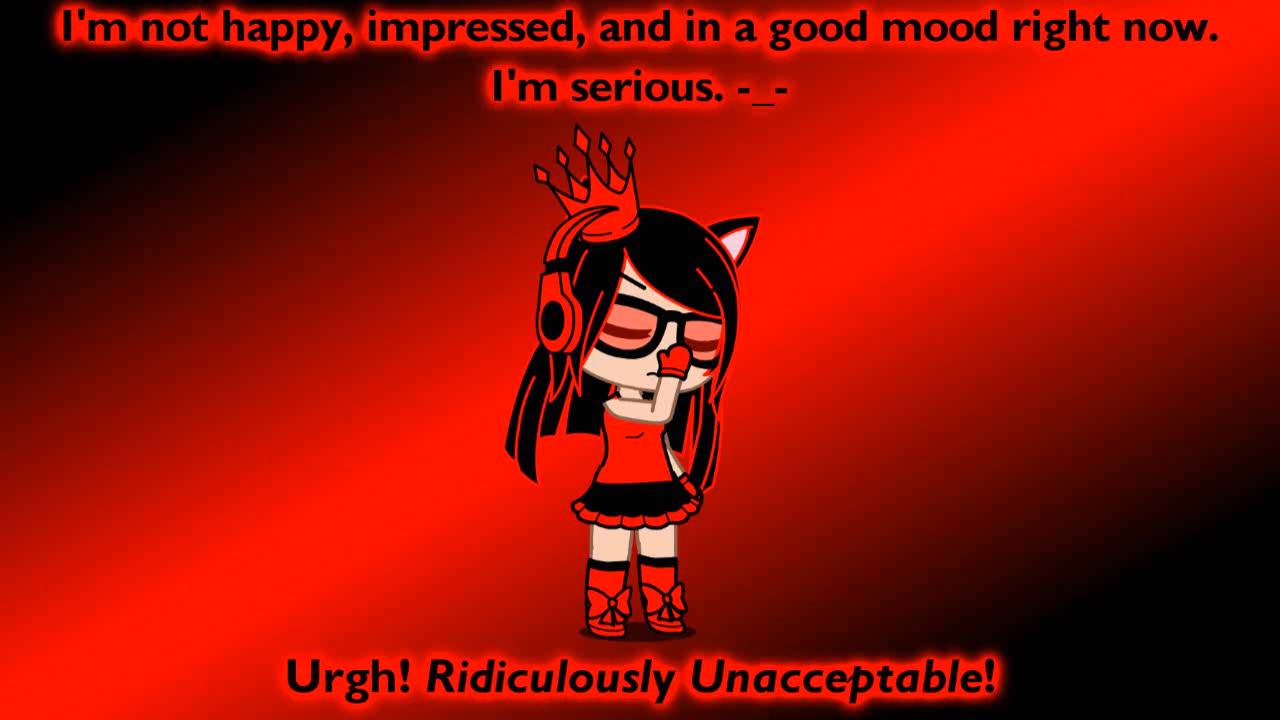 I'm not happy, impressed, and in a good mood right now.
I'm serious. -_-
Urgh! Ridiculously Unacceptable!